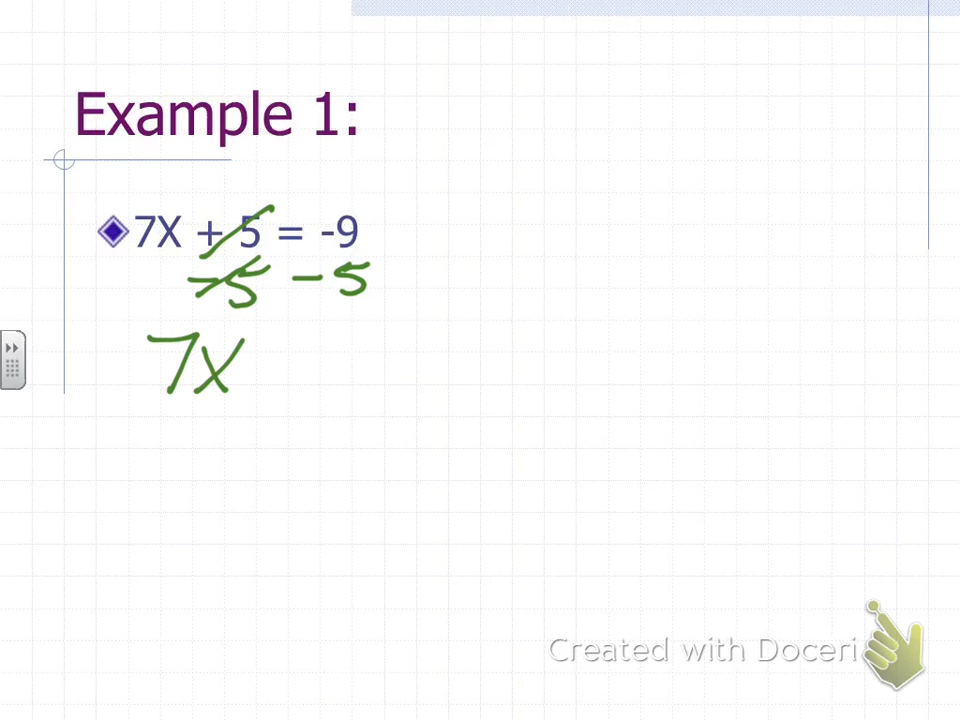 Example 1:
7X + 5 = -9
-5 -5
7X
Created with Doceri